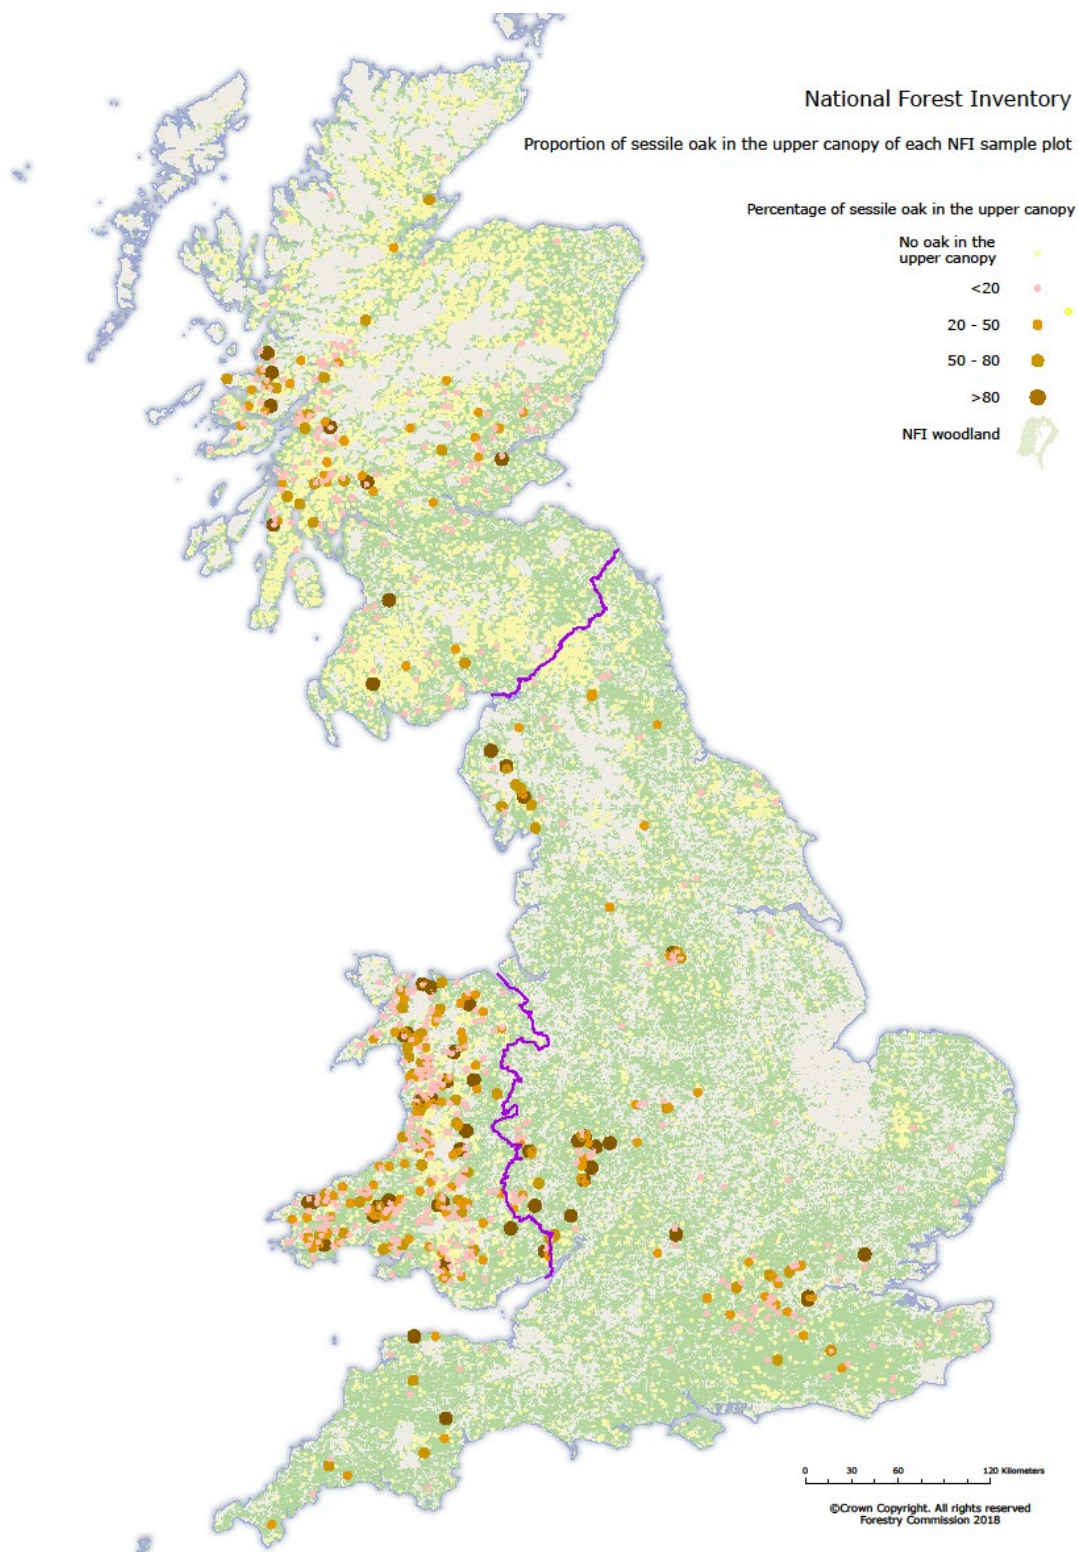 National Forest Inventory
Proportion of sessile oak in the upper canopy of each NFI sample plot
Percentage of sessile oak in the upper canopy
No oak in the
upper canopy
<20
20 - 50
50 - 80
>80
NFI woodland
0 30 60 120 Kilometers
©Crown Copyright. All rights reserved
Forestry Commission 2018